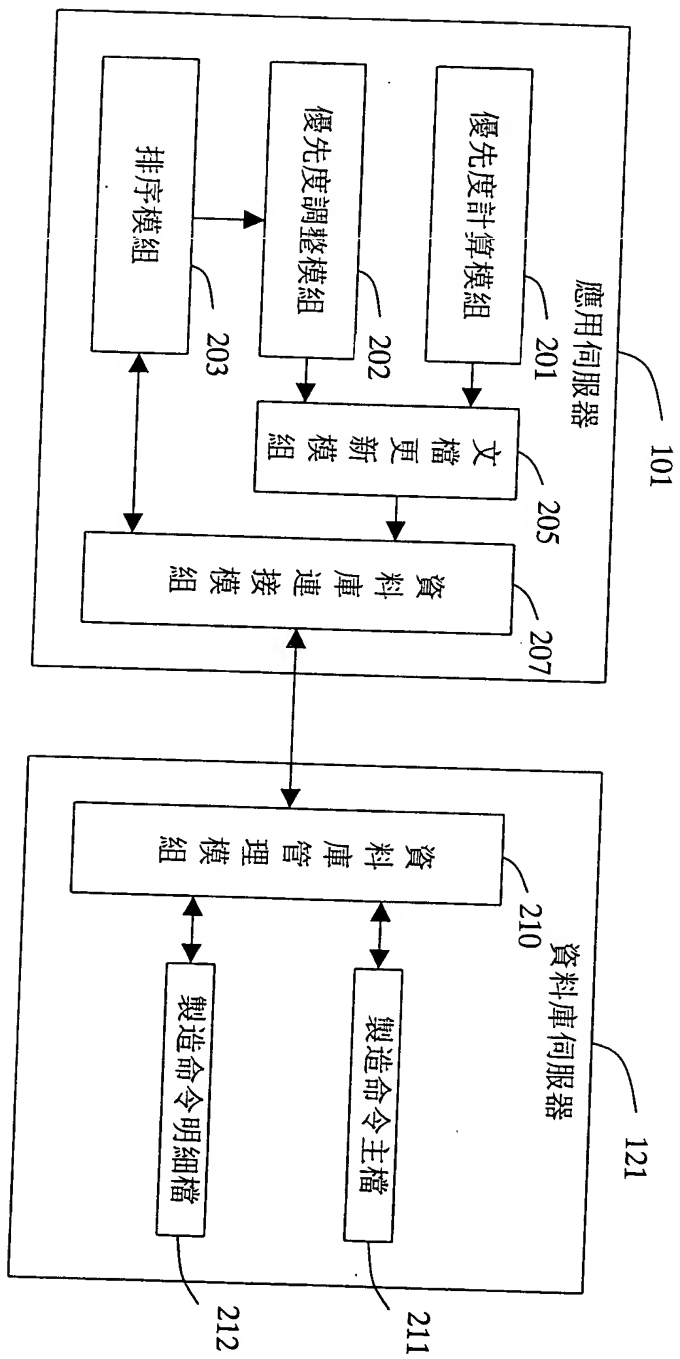 應用伺服器
101
優先度計算模組
201
優先度調整模組
202
排序模組
203
文檔更新模組
205
資料庫連接模組
207
資料庫伺服器
121
資料庫管理模組
210
製造命令主檔
211
製造命令明細檔
212